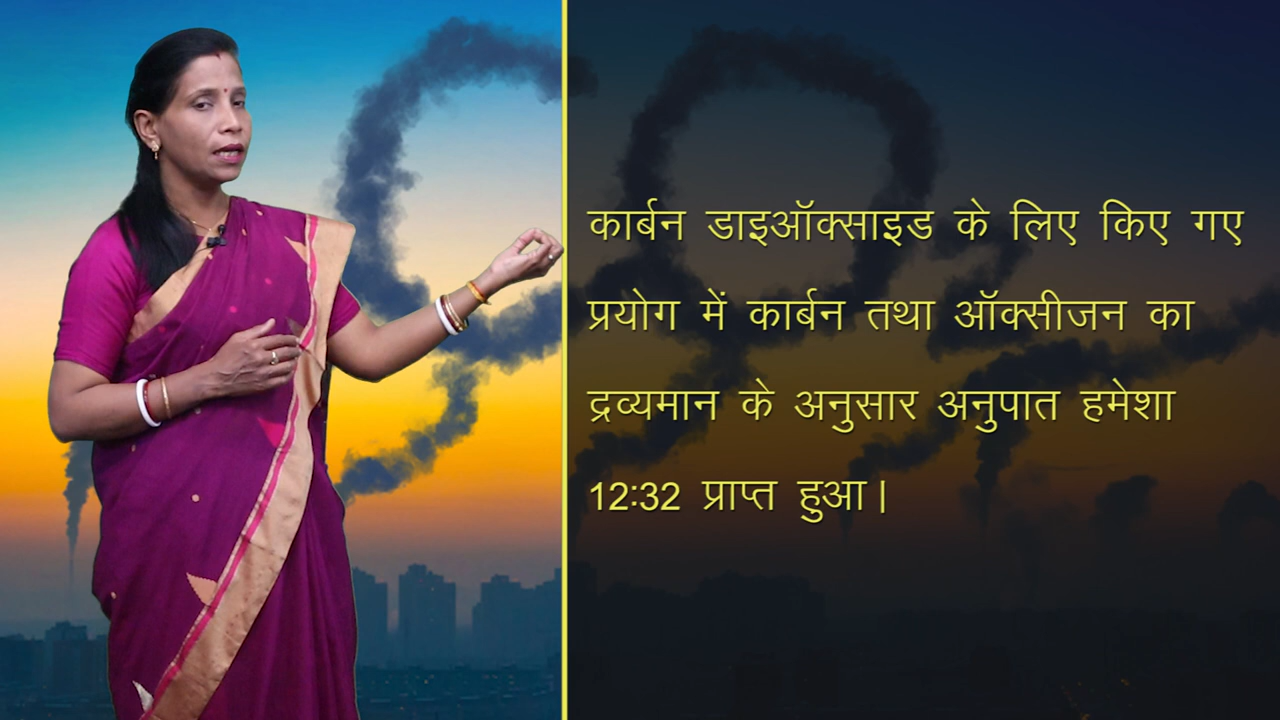 कार्बन डाइऑक्साइड के लिए किए गए
प्रयोग में कार्बन तथा ऑक्सीजन का
द्रव्यमान के अनुसार अनुपात हमेशा
12:32 प्राप्त हुआ।